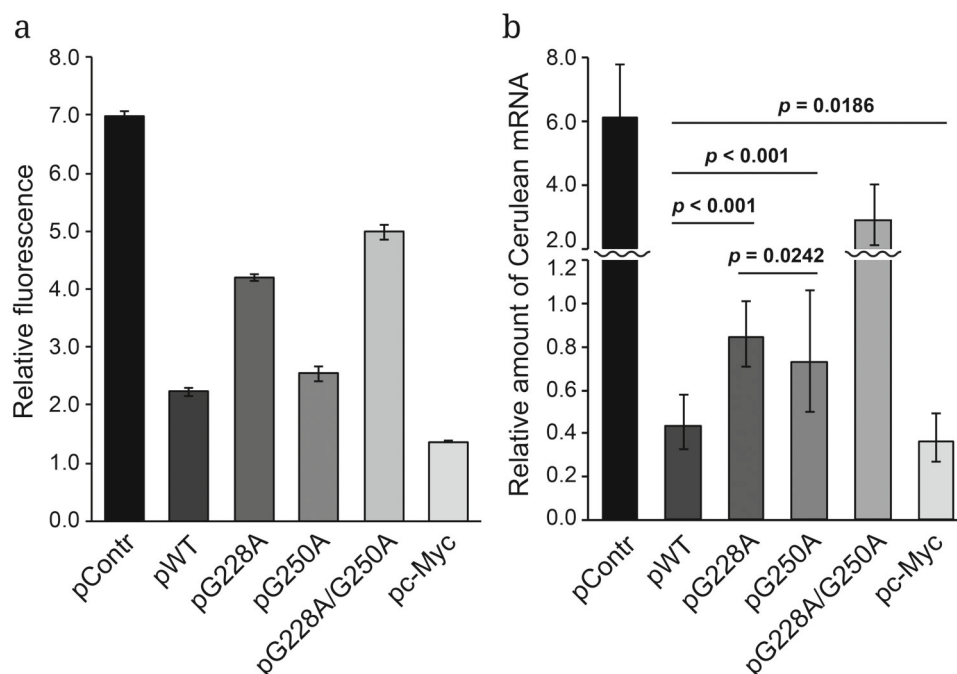 a
Relative fluorescence
8.0
7.0
6.0
5.0
4.0
3.0
2.0
1.0
0.0
pContr
pWT
pG228A
pG250A
pG228A/G250A
pc-Myc
b
Relative amount of Cerulean mRNA
8.0
6.0
4.0
2.0
1.2
1.0
0.8
0.6
0.4
0.2
0.0
p = 0.0186
p < 0.001
p < 0.001
p = 0.0242
pContr
pWT
pG228A
pG250A
pG228A/G250A
pc-Myc